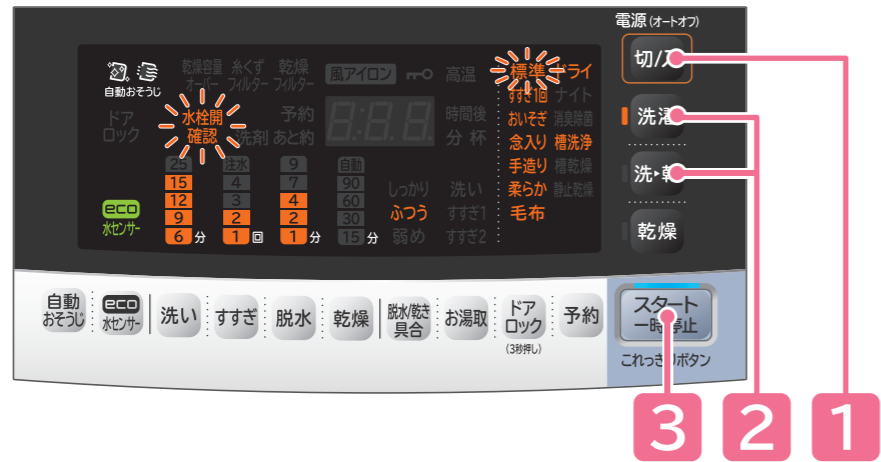 電源(オートオフ)
切/入
自動おそうじ
乾燥容量オーバー
糸くずフィルター
乾燥フィルター
風アイロン
高温
標準
ドライ
すすぎ1回
ナイト
おいそぎ
消臭除菌
念入り
槽洗浄
手造り
槽乾燥
柔らか
静止乾燥
毛布
ドアロック
水栓開
確認
洗剤
予約
あと約
8.8.8
時間後
分 杯
25
15
12
9
6 分
注水
4
3
2
1 回
9
7
4
2
1 分
自動
90
60
30
15 分
しっかり
ふつう
弱め
洗い
すすぎ1
すすぎ2
eco
水センサー
洗濯
洗▸乾
乾燥
自動
おそうじ
eco
水センサー
洗い
すすぎ
脱水
乾燥
脱水/乾き
具合
お湯取
ドア
ロック
(3秒押し)
予約
スタート
一時停止
これっきりボタン
3
2
1